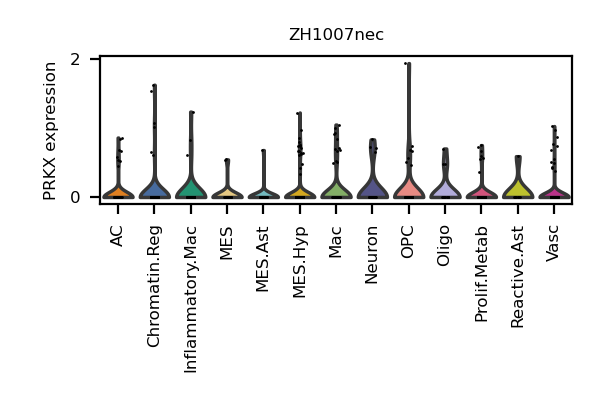 ZH1007nec
PRKX expression
2
0
AC
Chromatin.Reg
Inflammatory.Mac
MES
MES.Ast
MES.Hyp
Mac
Neuron
OPC
Oligo
Prolif.Metab
Reactive.Ast
Vasc